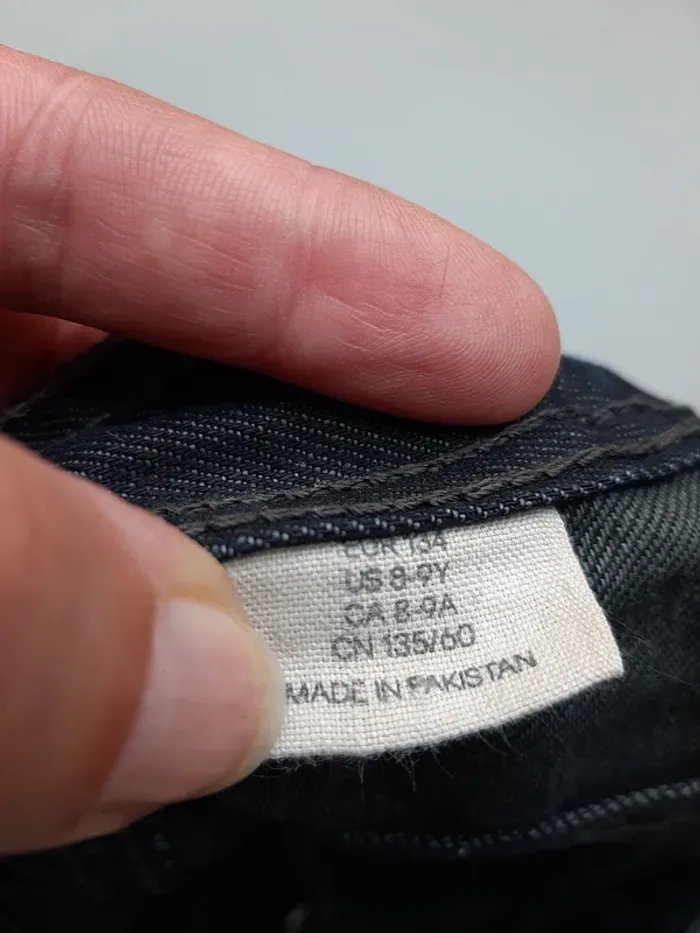 EUR 134
US 8-9Y
CA 8-9A
CN 135/60
MADE IN PAKISTAN